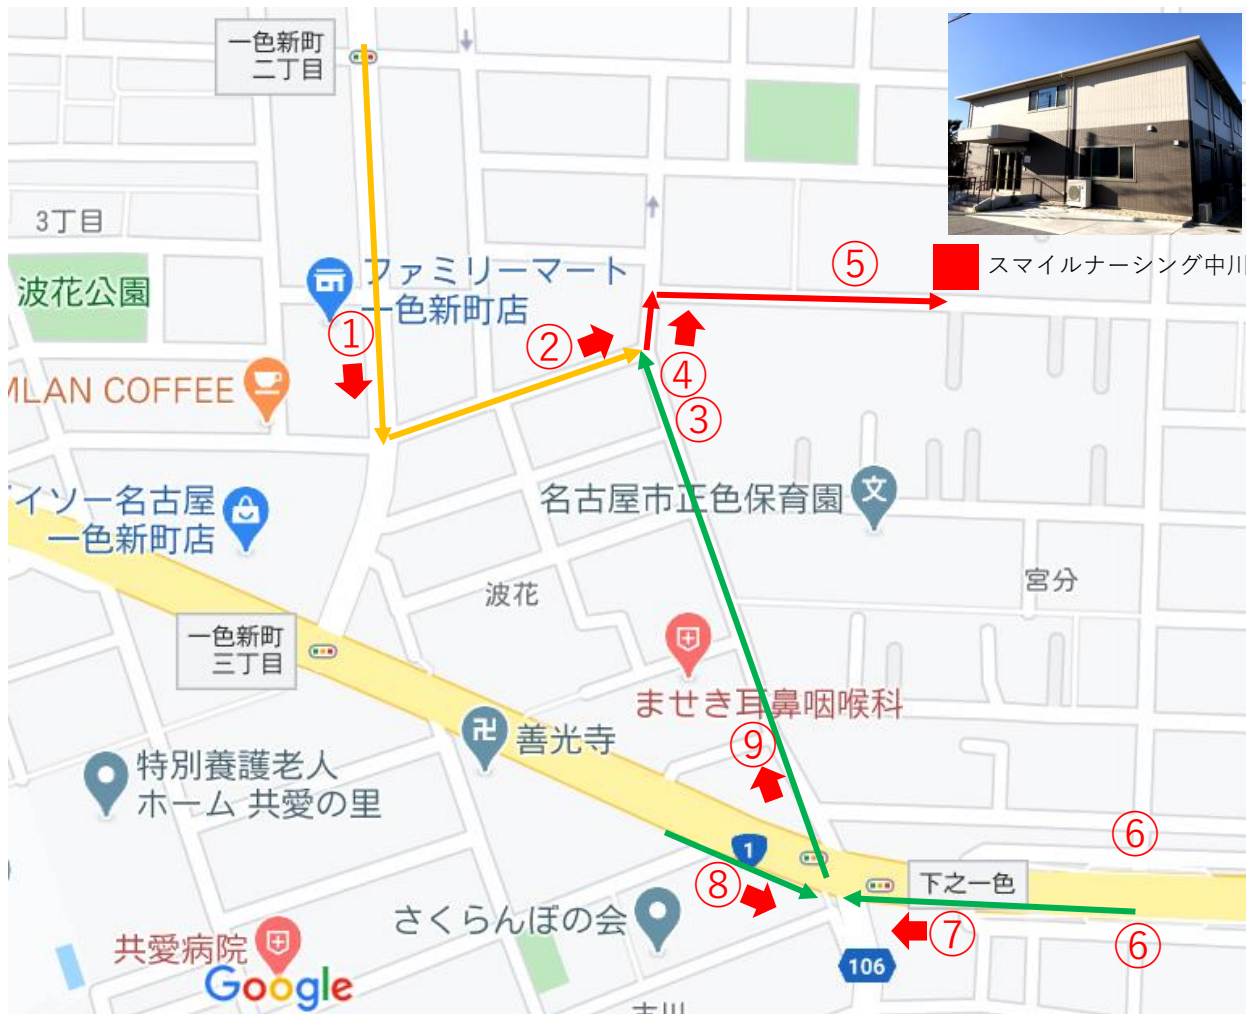 一色新町
二丁目
3丁目
波花公園
ファミリーマート
一色新町店
⑤
スマイルナーシング中川
①
②
④
③
MLAN COFFEE
イソー名古屋
一色新町店
名古屋市正色保育園
文
波花
宮分
一色新町
三丁目
ませき耳鼻咽喉科
卍
善光寺
⑨
特別養護老人
ホーム 共愛の里
⑥
1
⑧
下之一色
さくらんぼの会
⑦
⑥
共愛病院
106
Google